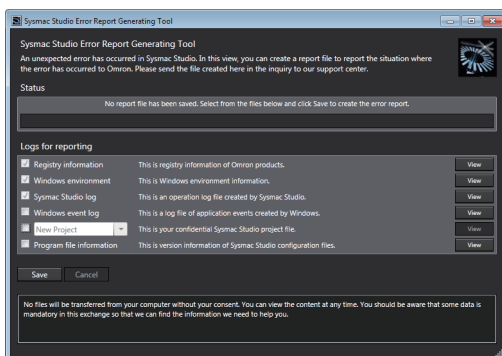 Sysmac Studio Error Report Generating Tool
Sysmac Studio Error Report Generating Tool
An unexpected error has occurred in Sysmac Studio. In this view, you can create a report file to report the situation where
the error has occurred to Omron. Please send the file created here in the inquiry to our support center.
Status
No report file has been saved. Select from the files below and click Save to create the error report.
Logs for reporting
Registry information This is registry information of Omron products. View
Windows environment This is Windows environment information. View
Sysmac Studio log This is an operation log file created by Sysmac Studio. View
Windows event log This is a log file of application events created by Windows. View
New Project This is your confidential Sysmac Studio project file. View
Program file information This is version information of Sysmac Studio configuration files. View
Save Cancel
No files will be transferred from your computer without your consent. You can view the content at any time. You should be aware that some data is
mandatory in this exchange so that we can find the information we need to help you.